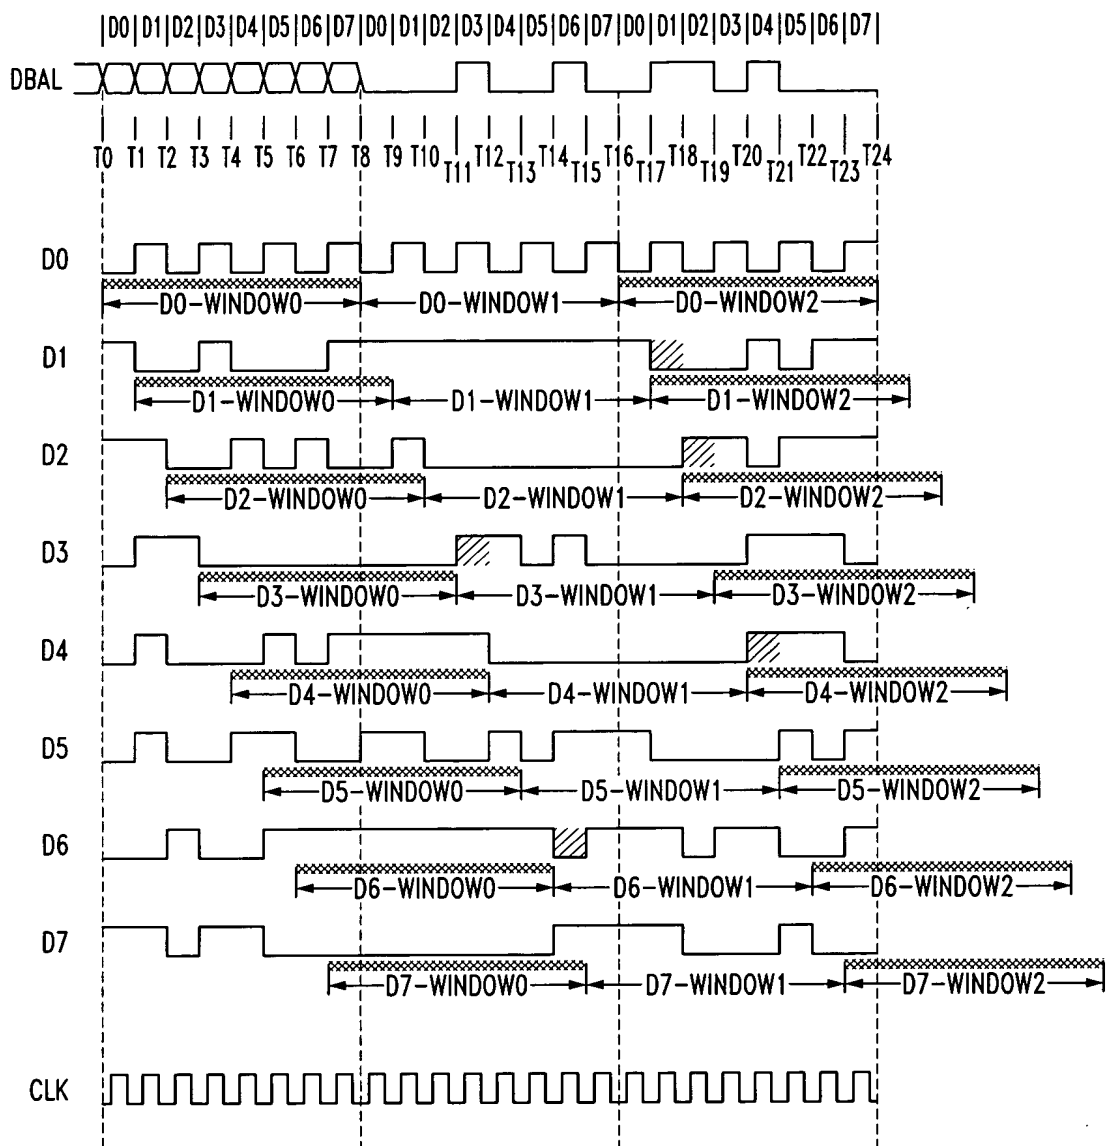 D0 D1 D2 D3 D4 D5 D6 D7 D0 D1 D2 D3 D4 D5 D6 D7 D0 D1 D2 D3 D4 D5 D6 D7
DBAL
T0 T1 T2 T3 T4 T5 T6 T7 T8 T9 T10 T11 T12 T13 T14 T15 T16 T17 T18 T19 T20 T21 T22 T23 T24
D0
D0-WINDOW0 D0-WINDOW1 D0-WINDOW2
D1
D1-WINDOW0 D1-WINDOW1 D1-WINDOW2
D2
D2-WINDOW0 D2-WINDOW1 D2-WINDOW2
D3
D3-WINDOW0 D3-WINDOW1 D3-WINDOW2
D4
D4-WINDOW0 D4-WINDOW1 D4-WINDOW2
D5
D5-WINDOW0 D5-WINDOW1 D5-WINDOW2
D6
D6-WINDOW0 D6-WINDOW1 D6-WINDOW2
D7
D7-WINDOW0 D7-WINDOW1 D7-WINDOW2
CLK